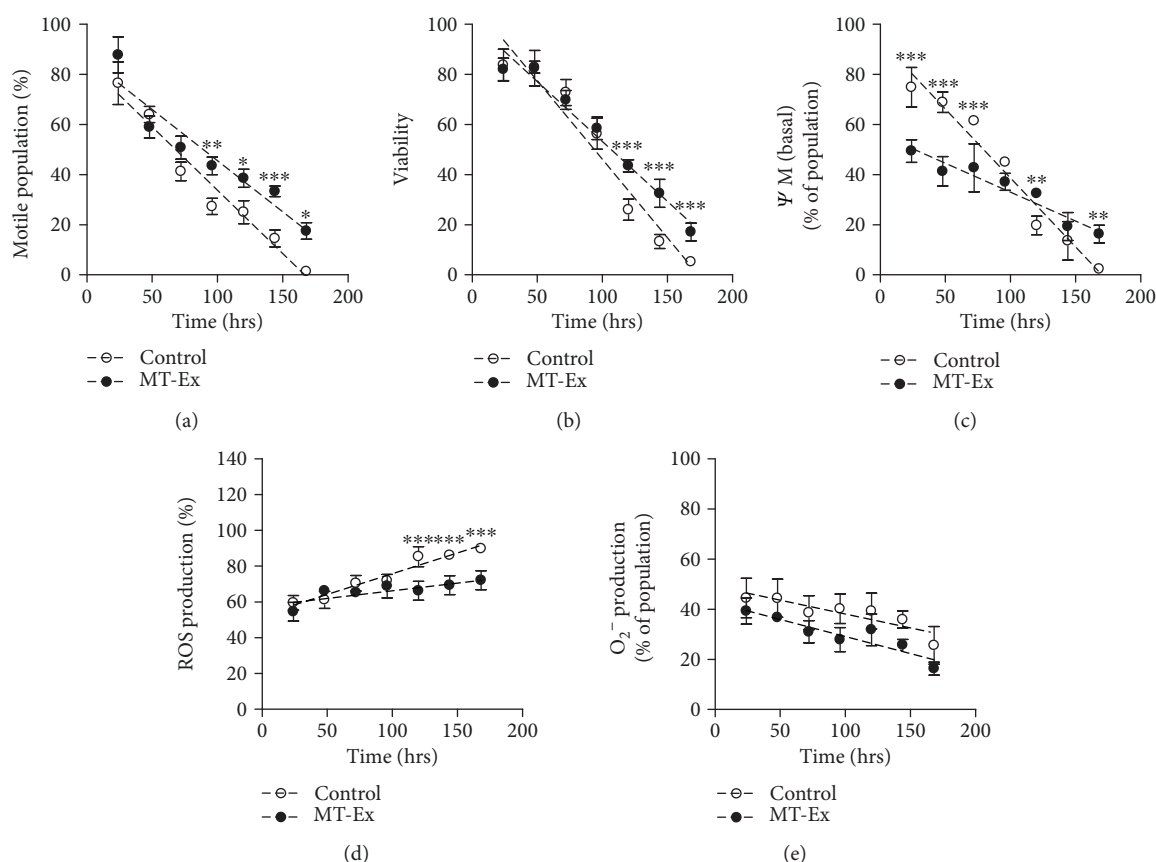 100
80
60
40
20
0
Motile population (%)
**
*
***
*
0 50 100 150 200
Time (hrs)
Control
MT-Ex
(a)
100
80
60
40
20
0
Viability
***
***
***
0 50 100 150 200
Time (hrs)
Control
MT-Ex
(b)
100
80
60
40
20
0
Ψ M (basal)
(% of population)
***
***
***
**
**
0 50 100 150 200
Time (hrs)
Control
MT-Ex
(c)
140
120
100
80
60
40
20
0
ROS production (%)
******
***
0 50 100 150 200
Time (hrs)
Control
MT-Ex
(d)
100
80
60
40
20
0
O₂⁻ production
(% of population)
0 50 100 150 200
Time (hrs)
Control
MT-Ex
(e)